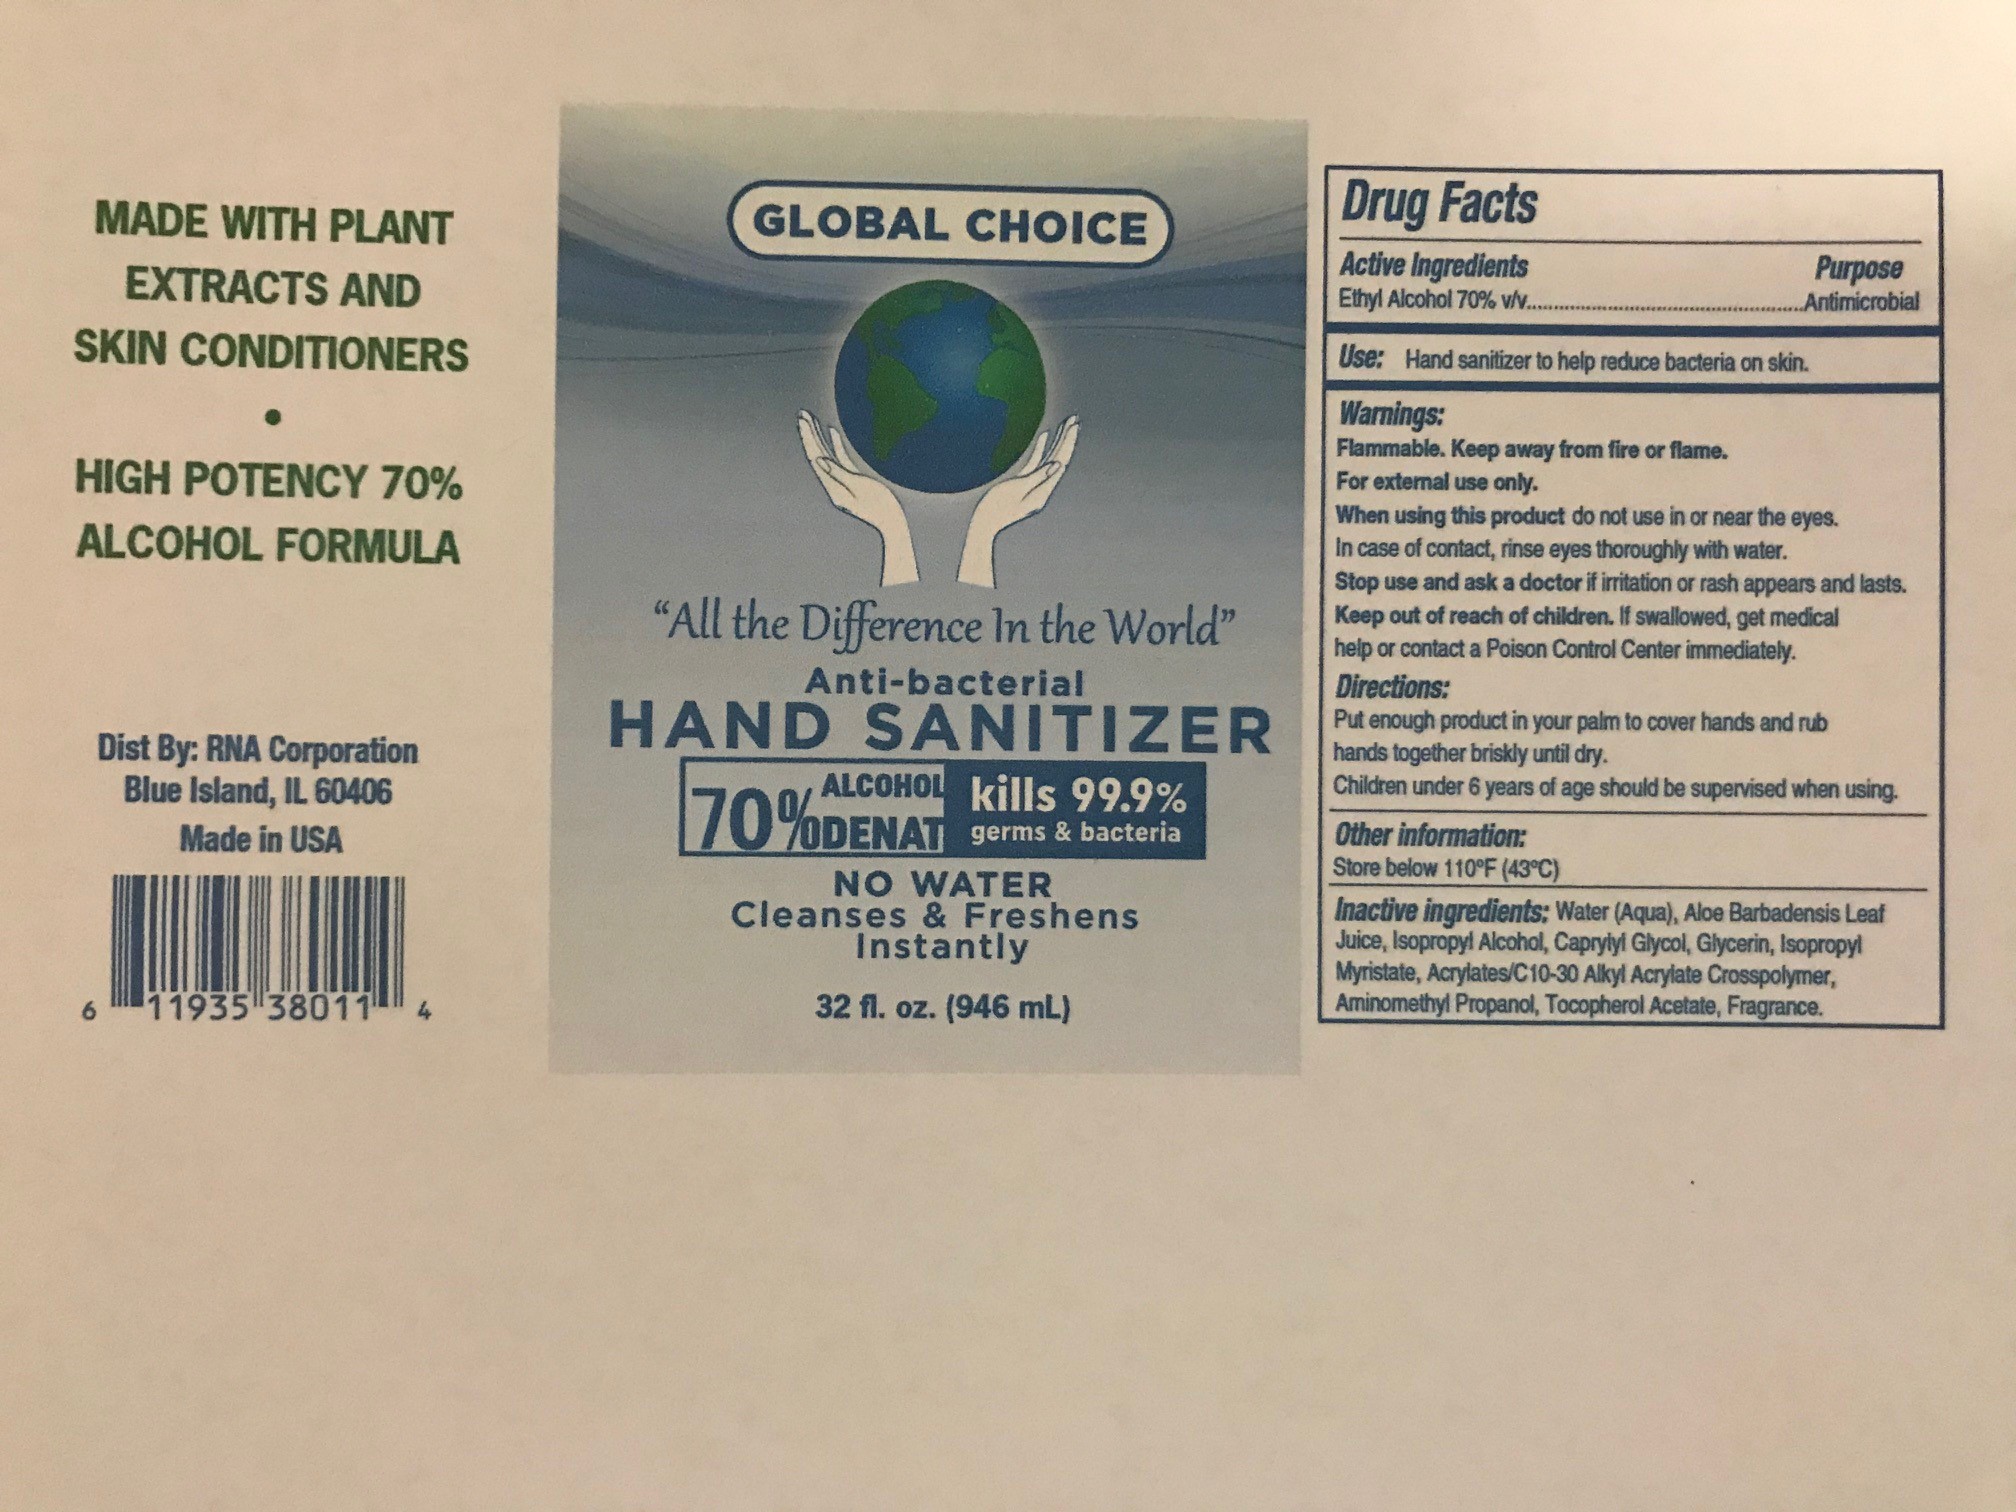 MADE WITH PLANT
EXTRACTS AND
SKIN CONDITIONERS
•
HIGH POTENCY 70%
ALCOHOL FORMULA
Dist By: RNA Corporation
Blue Island, IL 60406
Made in USA
6 11935 38011 4
GLOBAL CHOICE
“All the Difference In the World”
Anti-bacterial
HAND SANITIZER
70% ALCOHOL DENAT
kills 99.9%
germs & bacteria
NO WATER
Cleanses & Freshens
Instantly
32 fl. oz. (946 mL)
Drug Facts
Active Ingredients Purpose
Ethyl Alcohol 70% v/v..........................................................Antimicrobial
Use: Hand sanitizer to help reduce bacteria on skin.
Warnings:
Flammable. Keep away from fire or flame.
For external use only.
When using this product do not use in or near the eyes.
In case of contact, rinse eyes thoroughly with water.
Stop use and ask a doctor if irritation or rash appears and lasts.
Keep out of reach of children. If swallowed, get medical
help or contact a Poison Control Center immediately.
Directions:
Put enough product in your palm to cover hands and rub
hands together briskly until dry.
Children under 6 years of age should be supervised when using.
Other information:
Store below 110ºF (43ºC)
Inactive ingredients: Water (Aqua), Aloe Barbadensis Leaf
Juice, Isopropyl Alcohol, Caprylyl Glycol, Glycerin, Isopropyl
Myristate, Acrylates/C10-30 Alkyl Acrylate Crosspolymer,
Aminomethyl Propanol, Tocopherol Acetate, Fragrance.